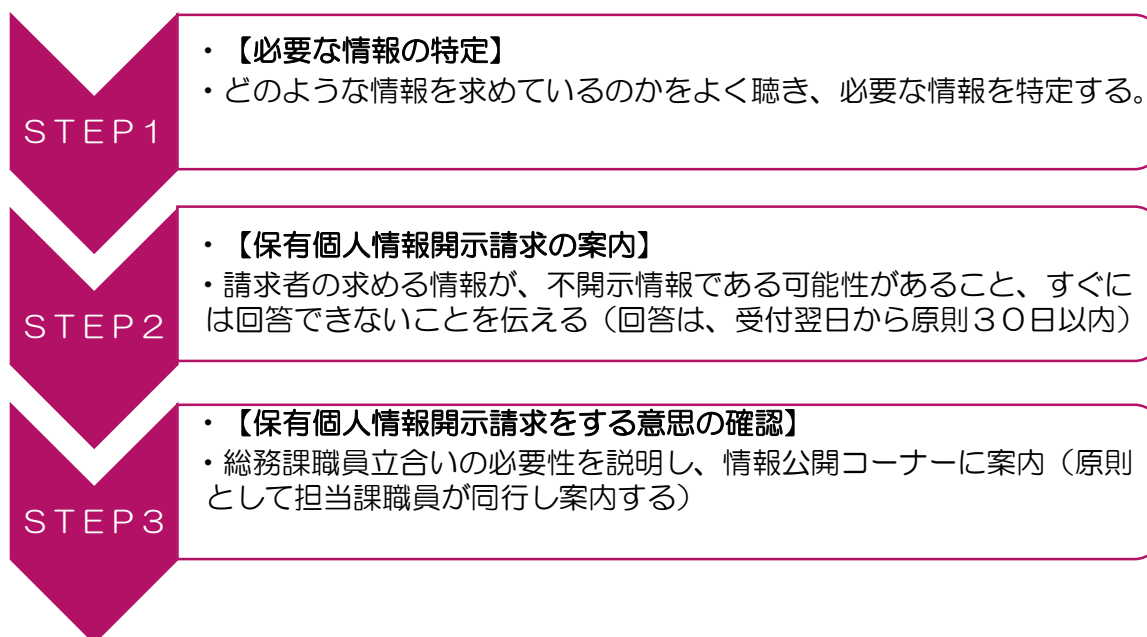 STEP1
・【必要な情報の特定】
・どのような情報を求めているのかをよく聴き、必要な情報を特定する。
STEP2
・【保有個人情報開示請求の案内】
・請求者の求める情報が、不開示情報である可能性があること、すぐに
は回答できないことを伝える（回答は、受付翌日から原則３０日以内）
STEP3
・【保有個人情報開示請求をする意思の確認】
・総務課職員立合いの必要性を説明し、情報公開コーナーに案内（原則
として担当課職員が同行し案内する）